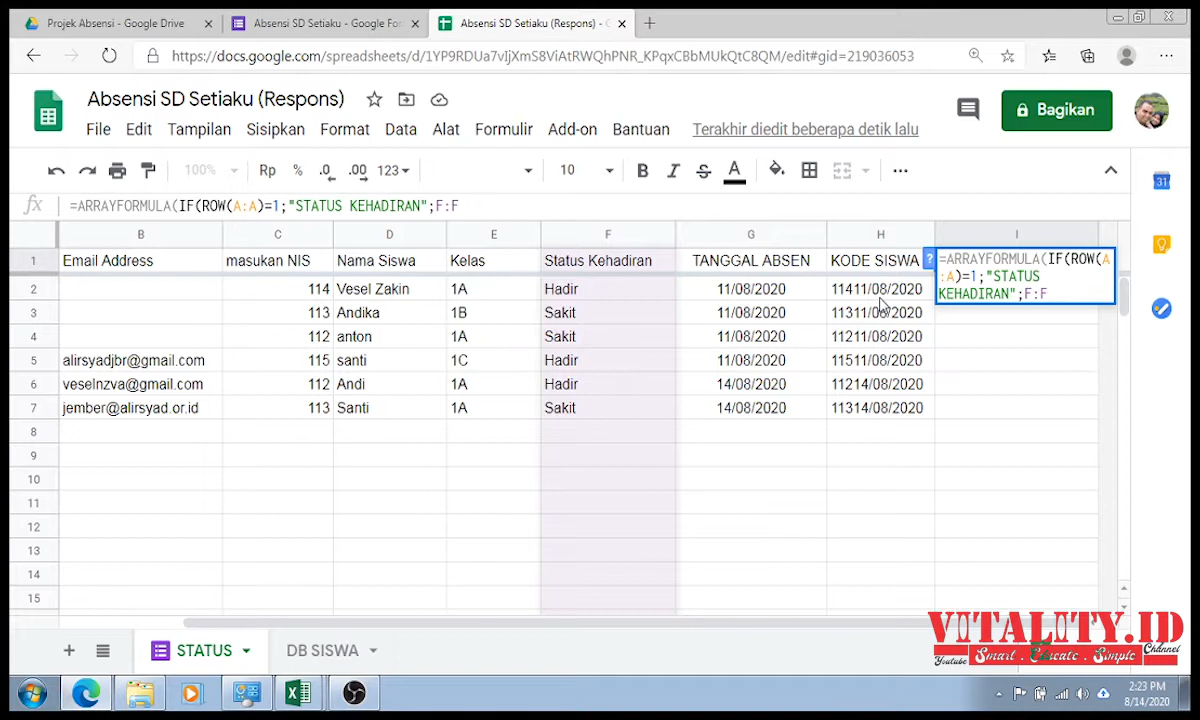 Projek Absensi - Google Drive
Absensi SD Setiaku - Google Fo
Absensi SD Setiaku (Respons) - G
https://docs.google.com/spreadsheets/d/1YP9RDUa7vIjXmS8ViAtRWQhPNR_KPqxCBbMUkQtC8QM/edit#gid=219036053
Absensi SD Setiaku (Respons)
Bagikan
File Edit Tampilan Sisipkan Format Data Alat Formulir Add-on Bantuan Terakhir diedit beberapa detik lalu
100% Rp % .0 .00 123 10 B I S A
31
fx =ARRAYFORMULA(IF(ROW(A:A)=1;"STATUS KEHADIRAN";F:F
B C D E F G H I
1 Email Address masukan NIS Nama Siswa Kelas Status Kehadiran TANGGAL ABSEN KODE SISWA
? =ARRAYFORMULA(IF(ROW(A
:A)=1;"STATUS
KEHADIRAN";F:F
2 114 Vesel Zakin 1A Hadir 11/08/2020 11411/08/2020
3 113 Andika 1B Sakit 11/08/2020 11311/08/2020
4 112 anton 1A Sakit 11/08/2020 11211/08/2020
5 alirsyadjbr@gmail.com 115 santi 1C Hadir 11/08/2020 11511/08/2020
6 veselnzva@gmail.com 112 Andi 1A Hadir 14/08/2020 11214/08/2020
7 jember@alirsyad.or.id 113 Santi 1A Sakit 14/08/2020 11314/08/2020
8
9
10
11
12
13
14
15
VITALITY.ID
Youtube Smart . Educate . Simple Channel
STATUS DB SISWA
2:23 PM
8/14/2020